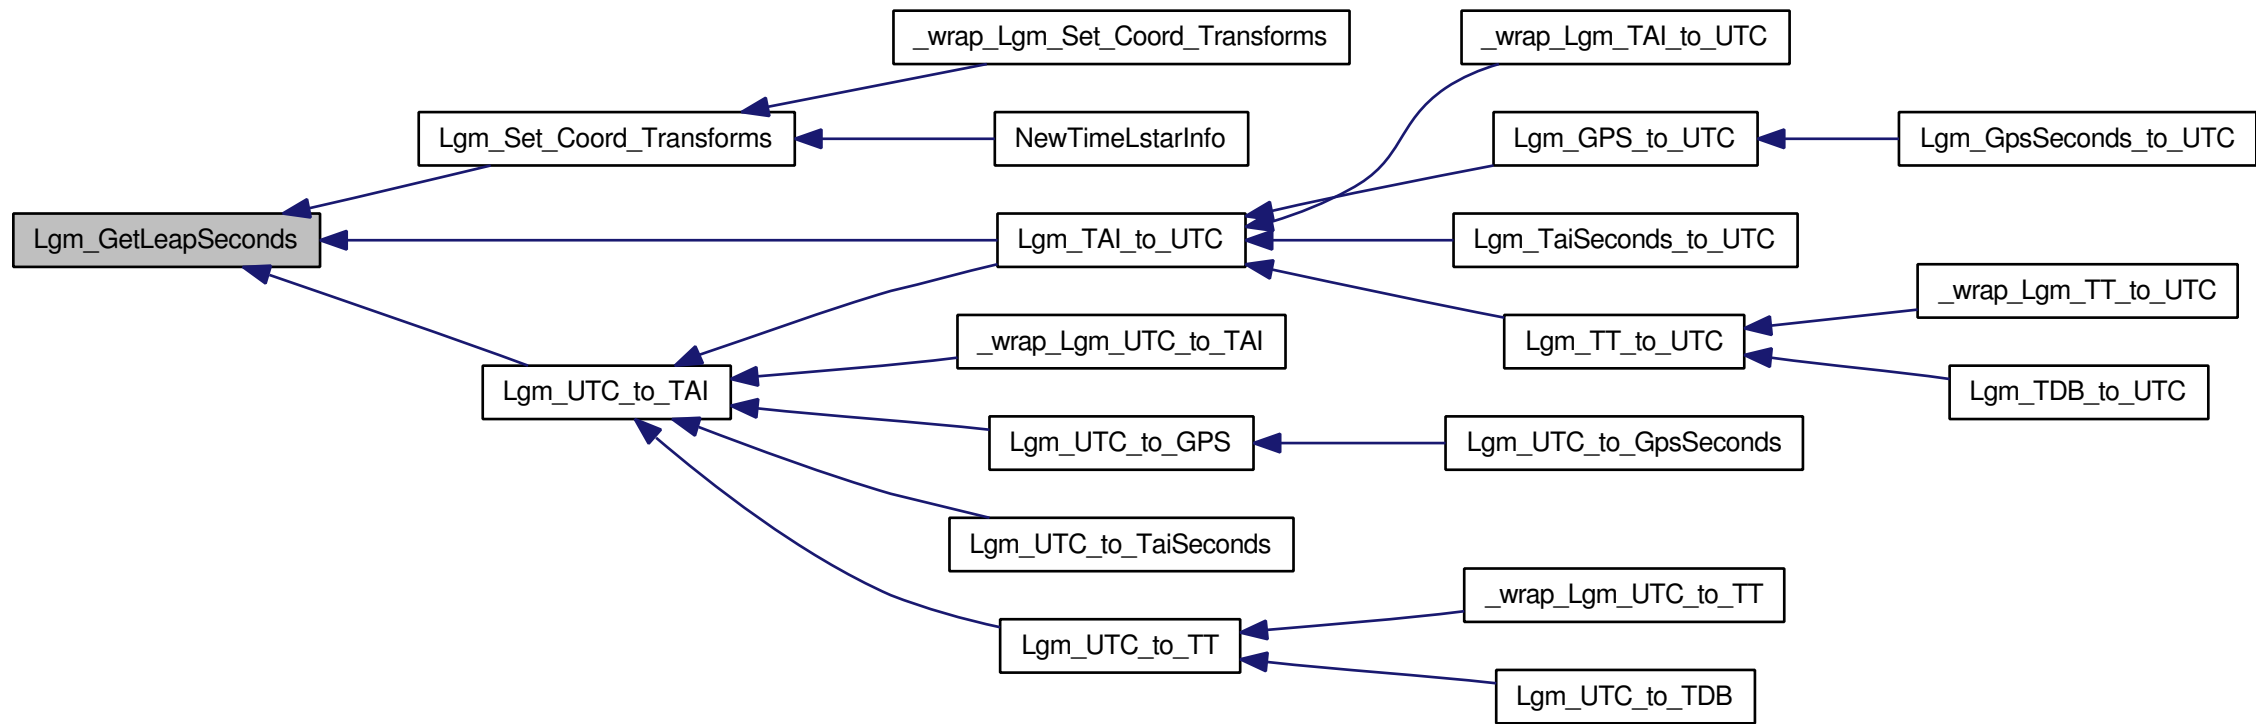 _wrap_Lgm_Set_Coord_Transforms
_wrap_Lgm_TAI_to_UTC
Lgm_Set_Coord_Transforms
NewTimeLstarInfo
Lgm_GPS_to_UTC
Lgm_GpsSeconds_to_UTC
Lgm_GetLeapSeconds
Lgm_TAI_to_UTC
Lgm_TaiSeconds_to_UTC
_wrap_Lgm_TT_to_UTC
_wrap_Lgm_UTC_to_TAI
Lgm_TT_to_UTC
Lgm_UTC_to_TAI
Lgm_TDB_to_UTC
Lgm_UTC_to_GPS
Lgm_UTC_to_GpsSeconds
Lgm_UTC_to_TaiSeconds
_wrap_Lgm_UTC_to_TT
Lgm_UTC_to_TT
Lgm_UTC_to_TDB